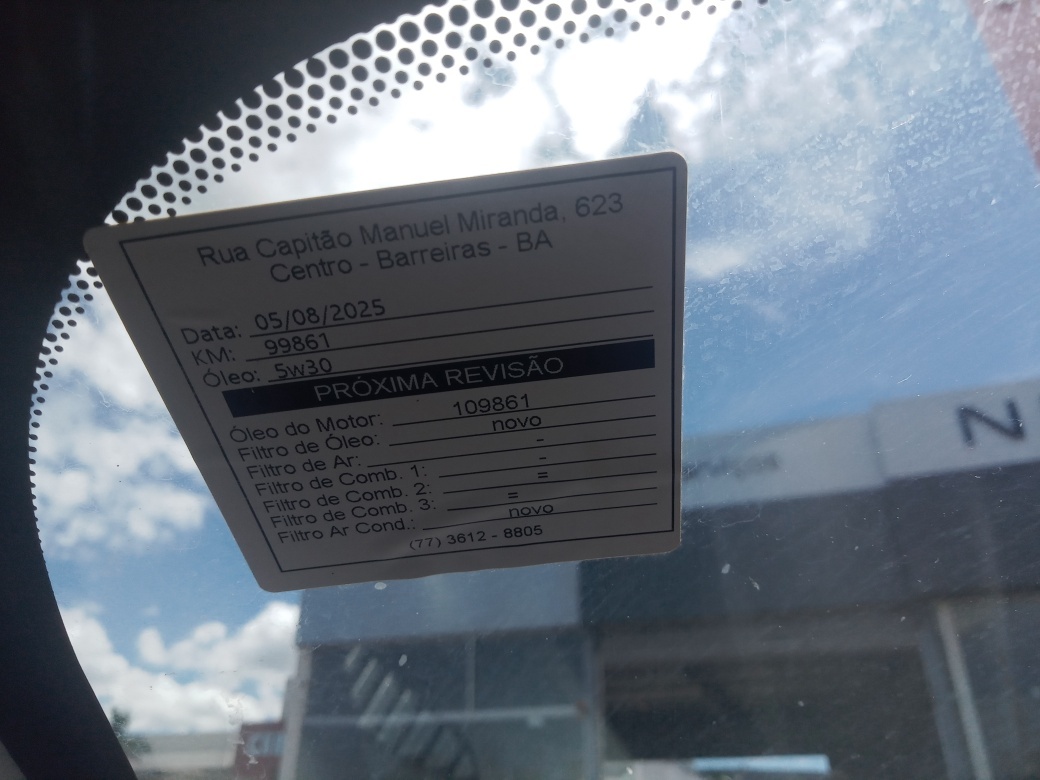 Rua Capitão Manuel Miranda, 623
Centro - Barreiras - BA
Data: 05/08/2025
KM: 99861
Óleo: 5w30
PRÓXIMA REVISÃO
Óleo do Motor: 109861
Filtro de Óleo: novo
Filtro de Ar: -
Filtro de Comb. 1: -
Filtro de Comb. 2: =
Filtro de Comb. 3: =
Filtro Ar Cond.: novo
(77) 3612 - 8805
N